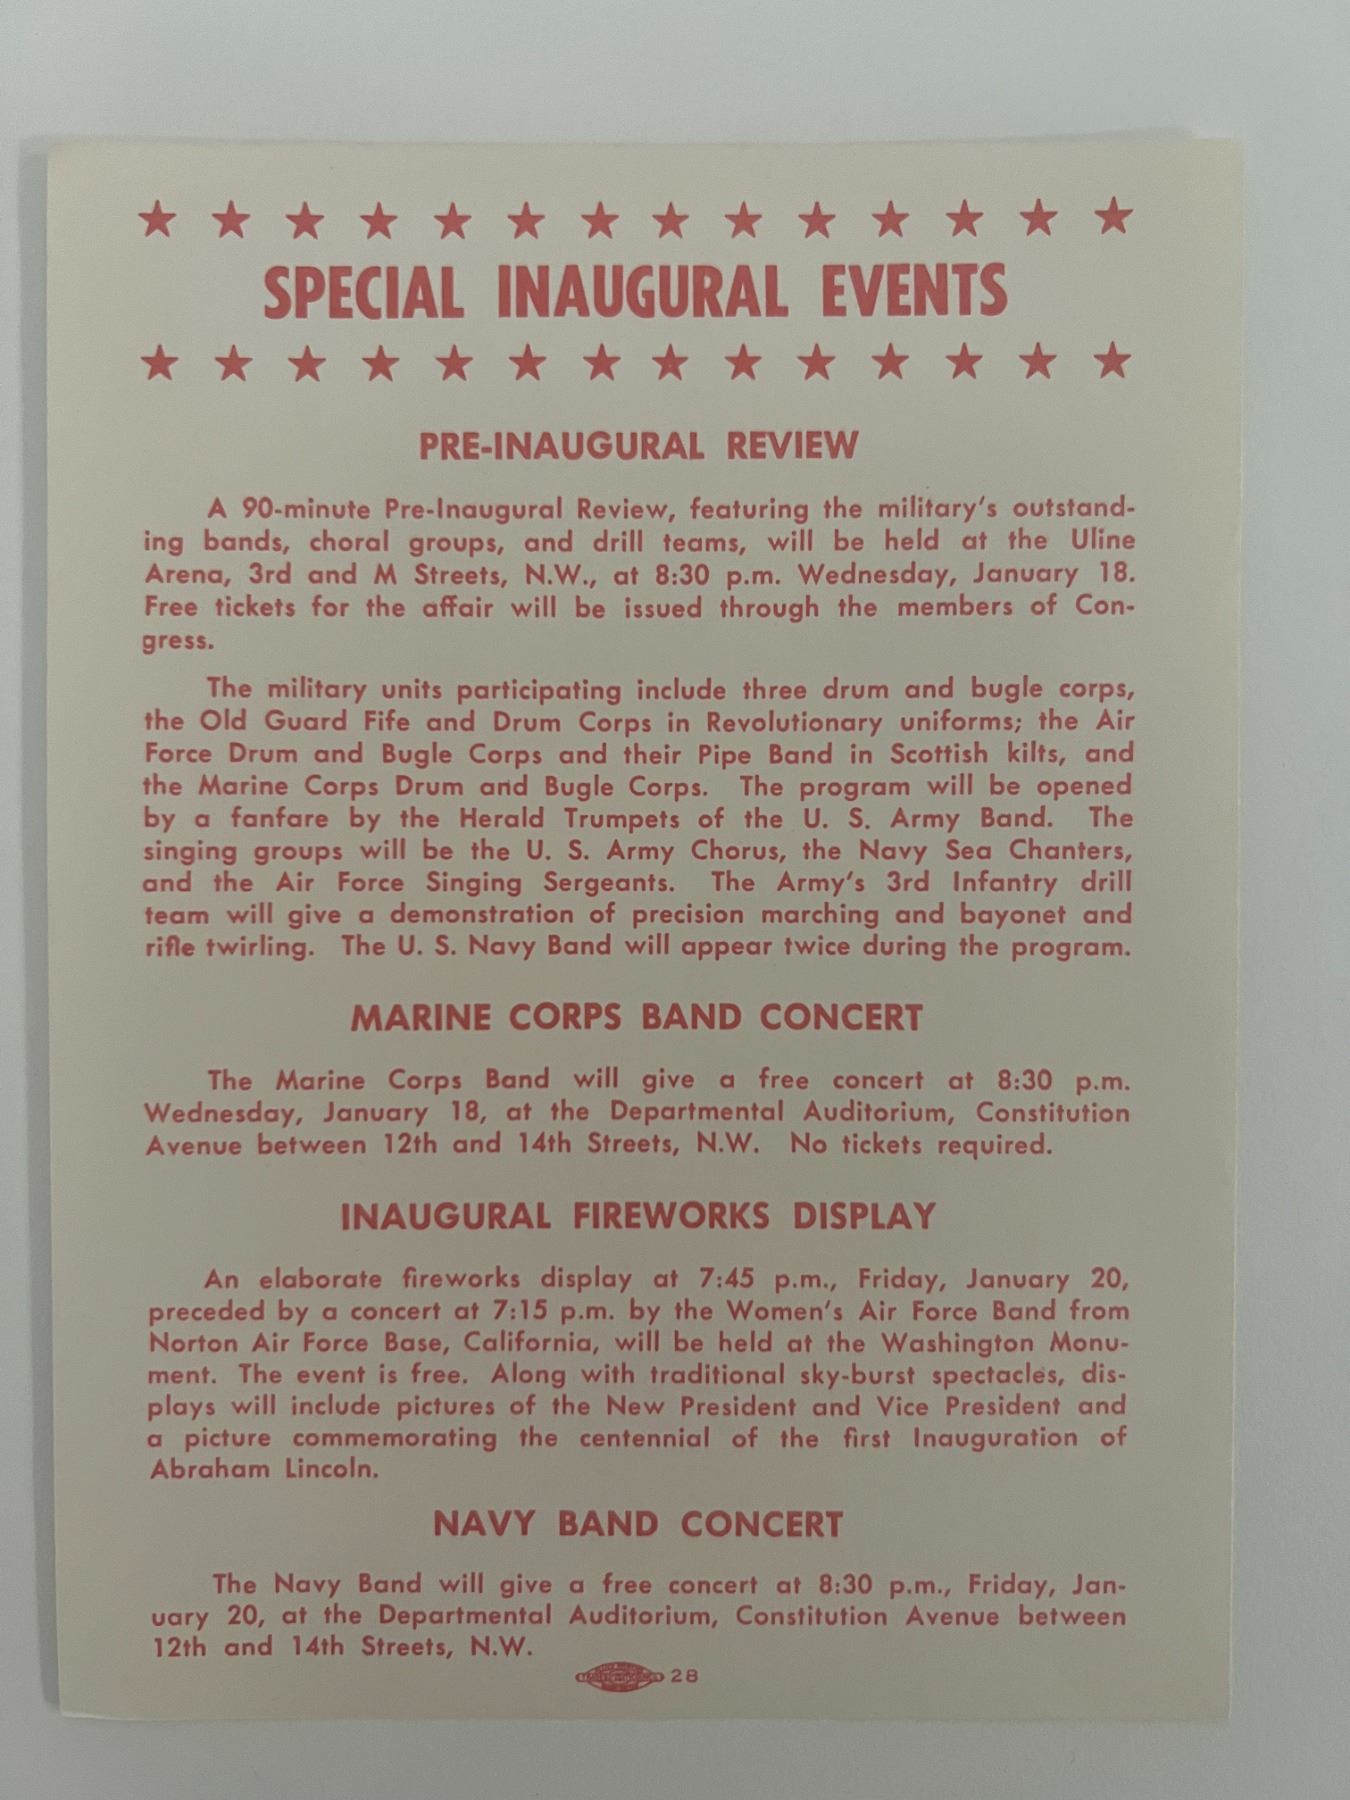 SPECIAL INAUGURAL EVENTS
PRE-INAUGURAL REVIEW
A 90-minute Pre-Inaugural Review, featuring the military's outstand-
ing bands, choral groups, and drill teams, will be held at the Uline
Arena, 3rd and M Streets, N.W., at 8:30 p.m. Wednesday, January 18.
Free tickets for the affair will be issued through the members of Con-
gress.
The military units participating include three drum and bugle corps,
the Old Guard Fife and Drum Corps in Revolutionary uniforms; the Air
Force Drum and Bugle Corps and their Pipe Band in Scottish kilts, and
the Marine Corps Drum and Bugle Corps. The program will be opened
by a fanfare by the Herald Trumpets of the U. S. Army Band. The
singing groups will be the U. S. Army Chorus, the Navy Sea Chanters,
and the Air Force Singing Sergeants. The Army's 3rd Infantry drill
team will give a demonstration of precision marching and bayonet and
rifle twirling. The U. S. Navy Band will appear twice during the program.
MARINE CORPS BAND CONCERT
The Marine Corps Band will give a free concert at 8:30 p.m.
Wednesday, January 18, at the Departmental Auditorium, Constitution
Avenue between 12th and 14th Streets, N.W. No tickets required.
INAUGURAL FIREWORKS DISPLAY
An elaborate fireworks display at 7:45 p.m., Friday, January 20,
preceded by a concert at 7:15 p.m. by the Women's Air Force Band from
Norton Air Force Base, California, will be held at the Washington Monu-
ment. The event is free. Along with traditional sky-burst spectacles, dis-
plays will include pictures of the New President and Vice President and
a picture commemorating the centennial of the first Inauguration of
Abraham Lincoln.
NAVY BAND CONCERT
The Navy Band will give a free concert at 8:30 p.m., Friday, Jan-
uary 20, at the Departmental Auditorium, Constitution Avenue between
12th and 14th Streets, N.W.
28